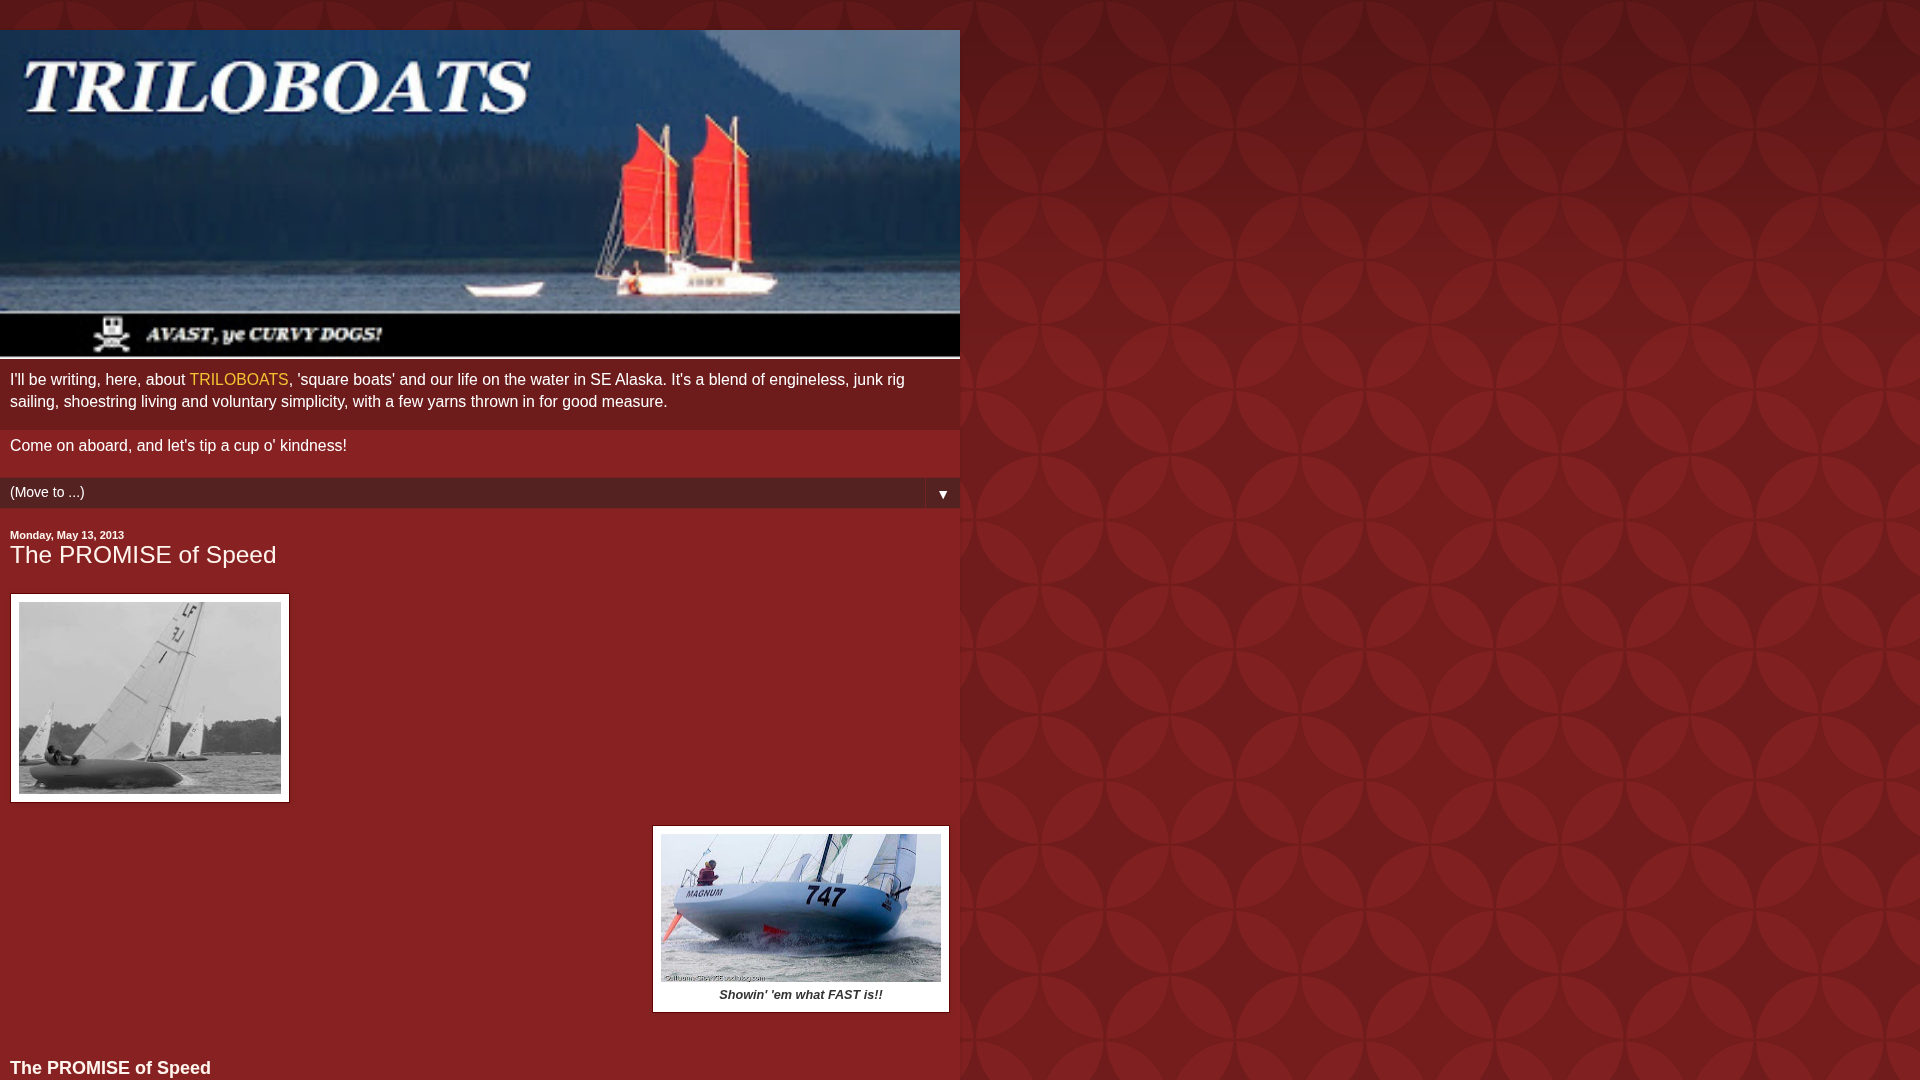 TRILOBOATS
AVAST, ye CURVY DOGS!
I'll be writing, here, about TRILOBOATS, 'square boats' and our life on the water in SE Alaska. It's a blend of engineless, junk rig
sailing, shoestring living and voluntary simplicity, with a few yarns thrown in for good measure.
Come on aboard, and let's tip a cup o' kindness!
(Move to ...)
▼
Monday, May 13, 2013
The PROMISE of Speed
MAGNUM
747
Showin' 'em what FAST is!!
The PROMISE of Speed